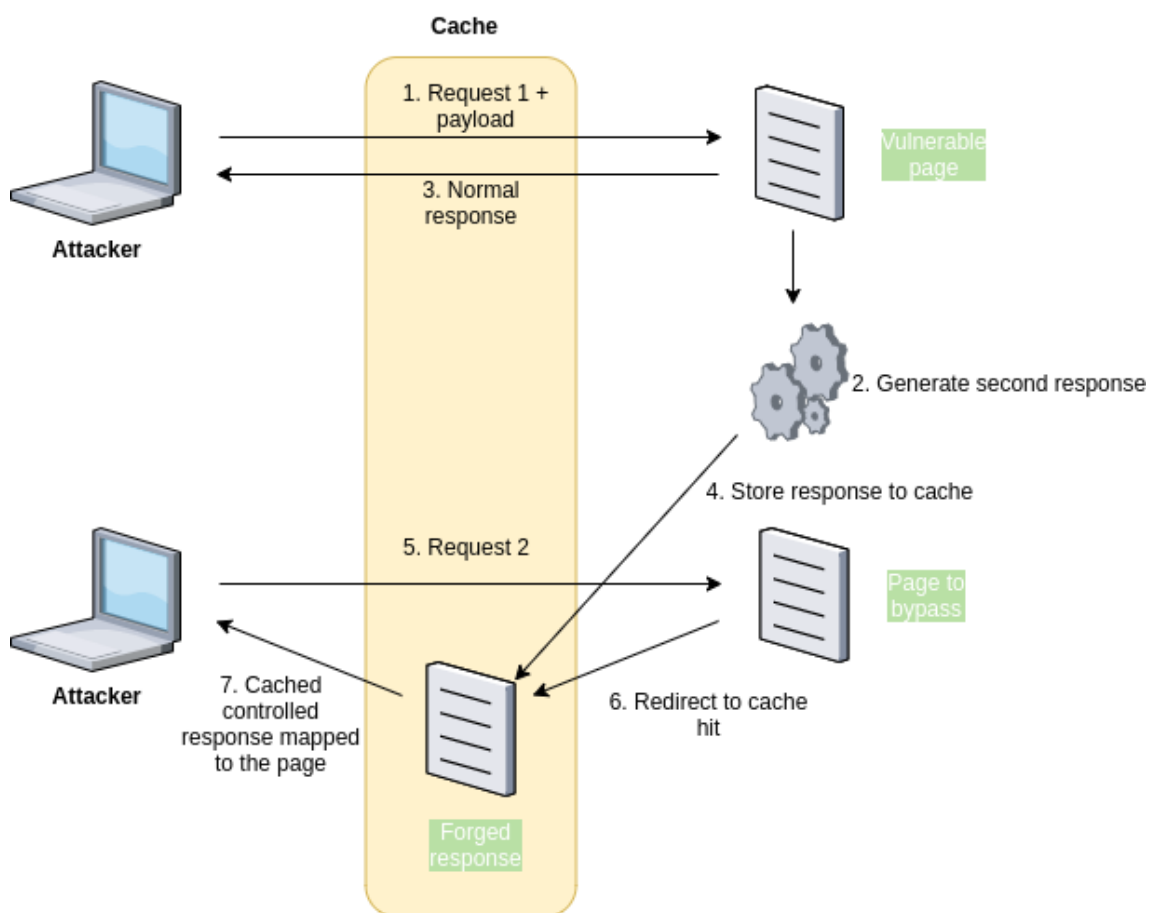 Cache
1. Request 1 +
payload
Vulnerable
page
3. Normal
response
Attacker
2. Generate second response
4. Store response to cache
5. Request 2
Page to
bypass
Attacker
7. Cached
controlled
response mapped
to the page
6. Redirect to cache
hit
Forged
response